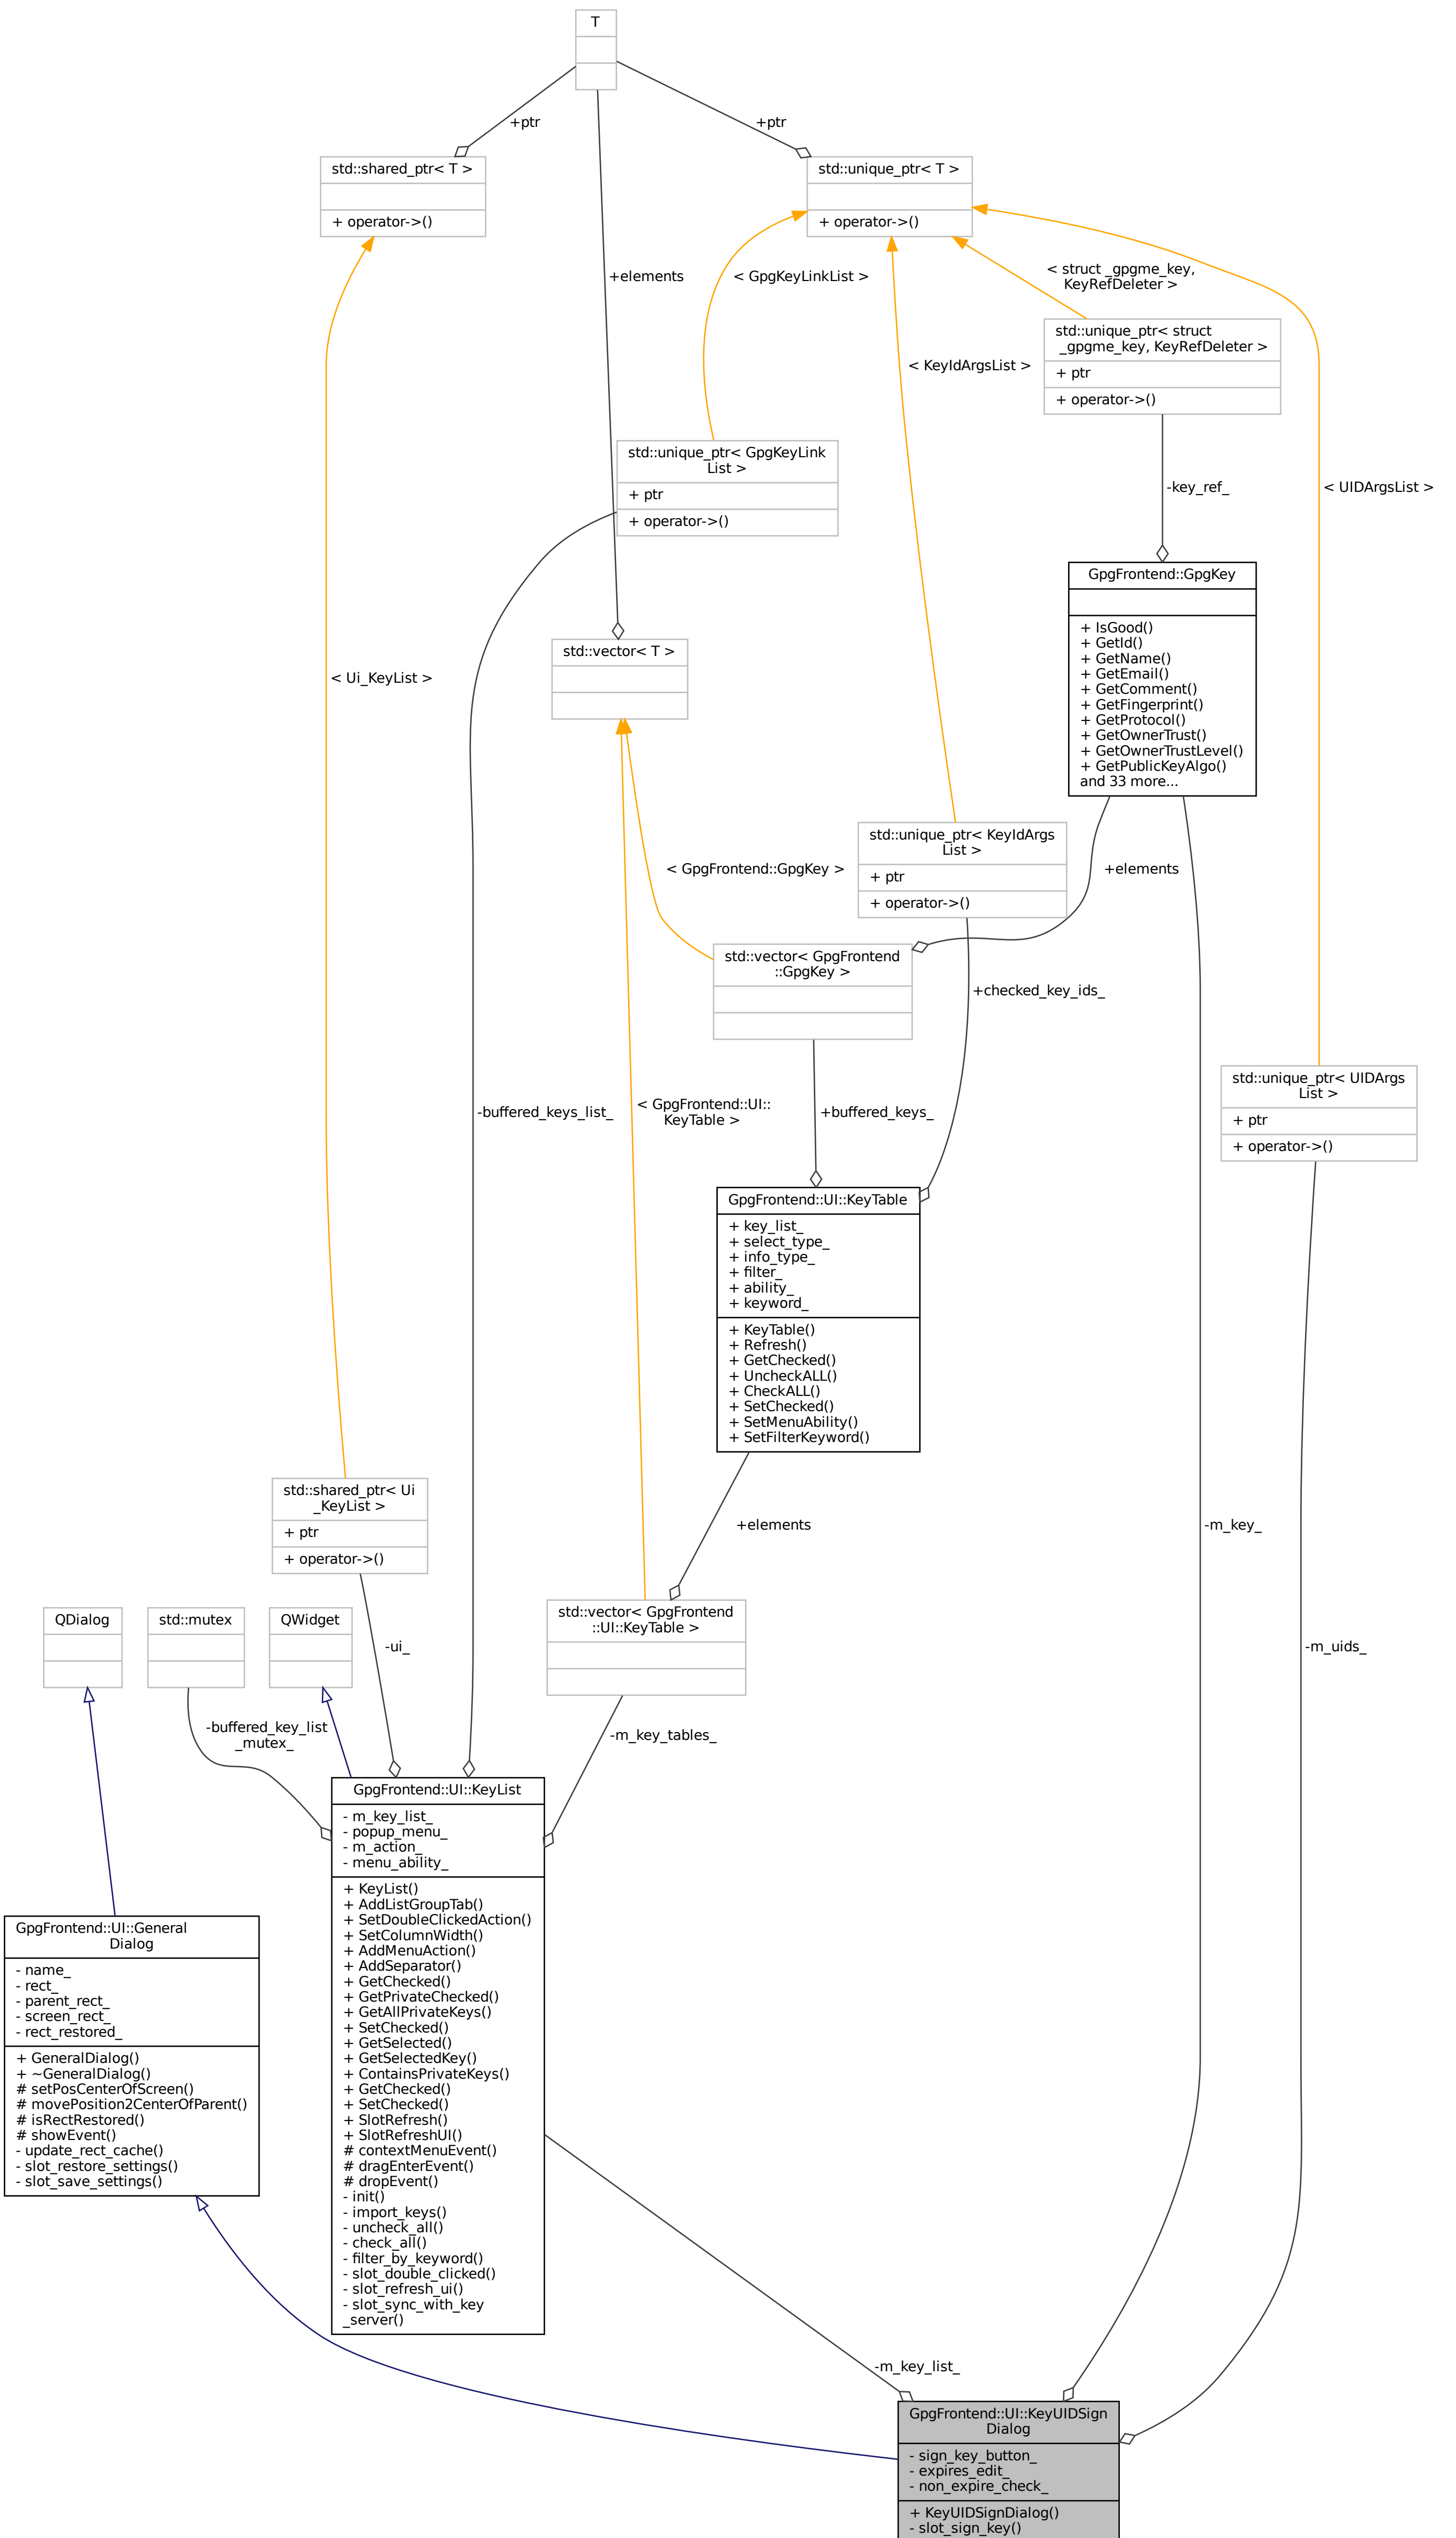 T
+ptr
+ptr
std::shared_ptr< T >
+ operator->()
std::unique_ptr< T >
+ operator->()
+elements
< GpgKeyLinkList >
< struct _gpgme_key,
KeyRefDeleter >
std::unique_ptr< struct
_gpgme_key, KeyRefDeleter >
+ ptr
+ operator->()
< KeyIdArgsList >
std::unique_ptr< GpgKeyLink
List >
+ ptr
+ operator->()
-key_ref_
< UIDArgsList >
GpgFrontend::GpgKey
+ IsGood()
+ GetId()
+ GetName()
+ GetEmail()
+ GetComment()
+ GetFingerprint()
+ GetProtocol()
+ GetOwnerTrust()
+ GetOwnerTrustLevel()
+ GetPublicKeyAlgo()
and 33 more...
std::vector< T >
< Ui_KeyList >
std::unique_ptr< KeyIdArgs
List >
+ ptr
+ operator->()
< GpgFrontend::GpgKey >
+elements
std::vector< GpgFrontend
::GpgKey >
+checked_key_ids_
std::unique_ptr< UIDArgs
List >
+ ptr
+ operator->()
-buffered_keys_list_
< GpgFrontend::UI::
KeyTable >
+buffered_keys_
GpgFrontend::UI::KeyTable
+ key_list_
+ select_type_
+ info_type_
+ filter_
+ ability_
+ keyword_
+ KeyTable()
+ Refresh()
+ GetChecked()
+ UncheckALL()
+ CheckALL()
+ SetChecked()
+ SetMenuAbility()
+ SetFilterKeyword()
std::shared_ptr< Ui
_KeyList >
+ ptr
+ operator->()
+elements
-m_key_
QDialog
std::mutex
QWidget
-ui_
std::vector< GpgFrontend
::UI::KeyTable >
-m_uids_
-buffered_key_list
_mutex_
-m_key_tables_
GpgFrontend::UI::KeyList
- m_key_list_
- popup_menu_
- m_action_
- menu_ability_
+ KeyList()
+ AddListGroupTab()
+ SetDoubleClickedAction()
+ SetColumnWidth()
+ AddMenuAction()
+ AddSeparator()
+ GetChecked()
+ GetPrivateChecked()
+ GetAllPrivateKeys()
+ SetChecked()
+ GetSelected()
+ GetSelectedKey()
+ ContainsPrivateKeys()
+ GetChecked()
+ SetChecked()
+ SlotRefresh()
+ SlotRefreshUI()
# contextMenuEvent()
# dragEnterEvent()
# dropEvent()
- init()
- import_keys()
- uncheck_all()
- check_all()
- filter_by_keyword()
- slot_double_clicked()
- slot_refresh_ui()
- slot_sync_with_key
_server()
GpgFrontend::UI::General
Dialog
- name_
- rect_
- parent_rect_
- screen_rect_
- rect_restored_
+ GeneralDialog()
+ ~GeneralDialog()
# setPosCenterOfScreen()
# movePosition2CenterOfParent()
# isRectRestored()
# showEvent()
- update_rect_cache()
- slot_restore_settings()
- slot_save_settings()
-m_key_list_
GpgFrontend::UI::KeyUIDSign
Dialog
- sign_key_button_
- expires_edit_
- non_expire_check_
+ KeyUIDSignDialog()
- slot_sign_key()